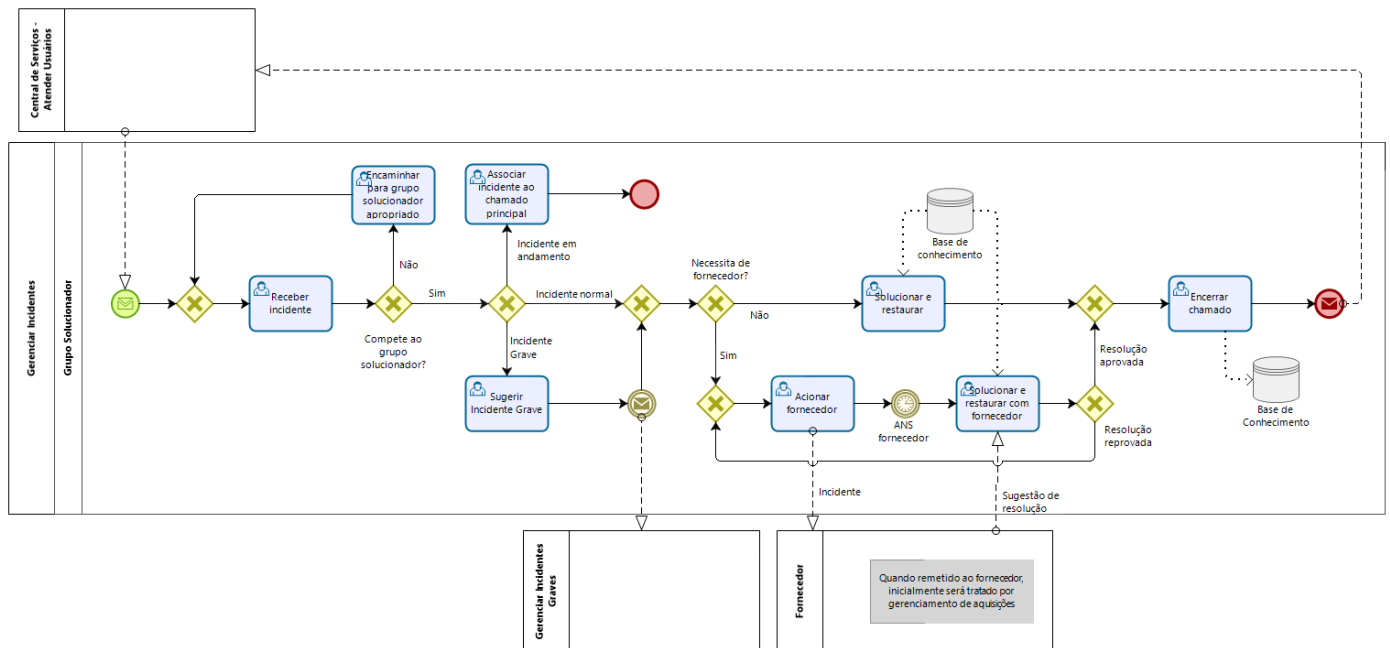 Central de Serviços -
Atender Usuários
Gerenciar Incidentes
Grupo Solucionador
Encaminhar
para grupo
solucionador
apropriado
Associar
incidente ao
chamado
principal
Não
Incidente em
andamento
Receber
incidente
Sim
Compete ao
grupo
solucionador?
Incidente normal
Incidente
Grave
Sugerir
Incidente Grave
Necessita de
fornecedor?
Não
Sim
Base de
conhecimento
Solucionar e
restaurar
Acionar
fornecedor
ANS
fornecedor
Solucionar e
restaurar com
fornecedor
Resolução
aprovada
Resolução
reprovada
Encerrar
chamado
Base de
Conhecimento
Incidente
Sugestão de
resolução
Gerenciar Incidentes
Graves
Fornecedor
Quando remetido ao fornecedor,
inicialmente será tratado por
gerenciamento de aquisições